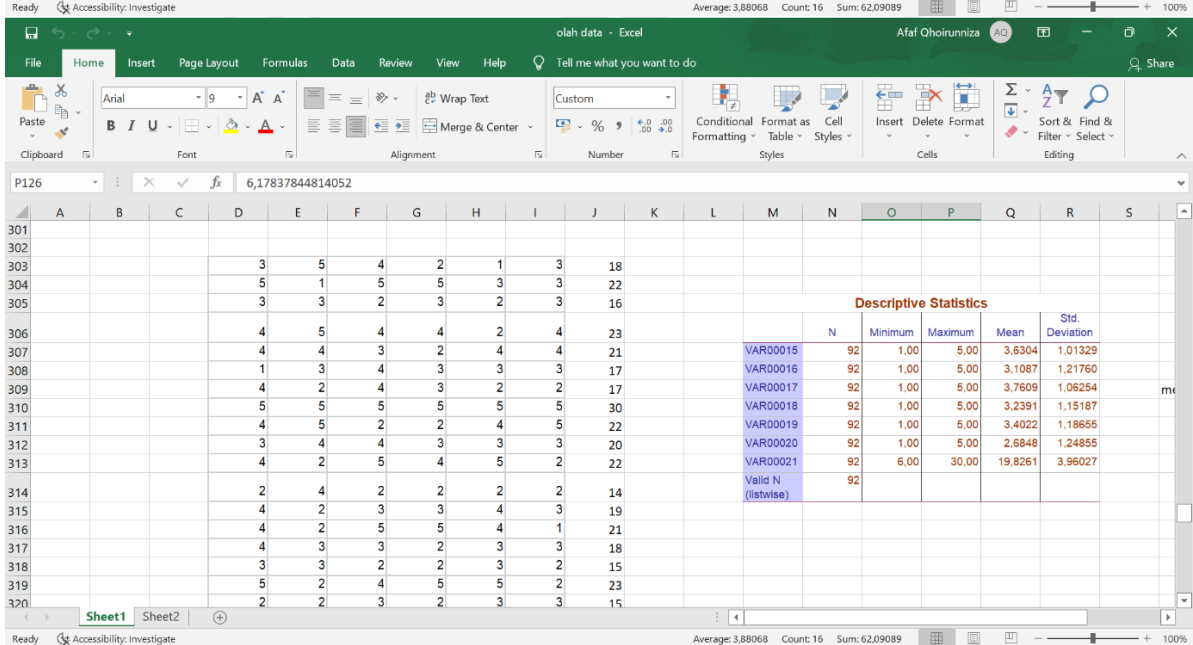 Ready Accessibility: Investigate Average: 3,88068 Count: 16 Sum: 62,09089 100%
olah data - Excel Afaf Qhoirunniza AQ
File Home Insert Page Layout Formulas Data Review View Help Tell me what you want to do Share
Arial 9 Wrap Text Custom
Paste Merge & Center Conditional Formatting Format as Table Cell Styles Insert Delete Format Sort & Filter Find & Select
Clipboard Font Alignment Number Styles Cells Editing
P126 fx 6,17837844814052
A B C D E F G H I J K L M N O P Q R S
301
302
303 3 5 4 2 1 3 18
304 5 1 5 5 3 3 22
305 3 3 2 3 2 3 16 Descriptive Statistics
306 4 5 4 4 2 4 23 N Minimum Maximum Mean Std. Deviation
307 4 4 3 2 4 4 21 VAR00015 92 1,00 5,00 3,6304 1,01329
308 1 3 4 3 3 3 17 VAR00016 92 1,00 5,00 3,1087 1,21760
309 4 2 4 3 2 2 17 VAR00017 92 1,00 5,00 3,7609 1,06254
310 5 5 5 5 5 5 30 VAR00018 92 1,00 5,00 3,2391 1,15187
311 4 5 2 2 4 5 22 VAR00019 92 1,00 5,00 3,4022 1,18655
312 3 4 4 3 3 3 20 VAR00020 92 1,00 5,00 2,6848 1,24855
313 4 2 5 4 5 2 22 VAR00021 92 6,00 30,00 19,8261 3,96027
314 2 4 2 2 2 2 14 Valid N (listwise) 92
315 4 2 3 3 4 3 19
316 4 2 5 5 4 1 21
317 4 3 3 2 3 3 18
318 3 3 2 2 3 2 15
319 5 2 4 5 5 2 23
320 2 2 3 2 3 3 15
Sheet1 Sheet2
Ready Accessibility: Investigate Average: 3,88068 Count: 16 Sum: 62,09089 100%